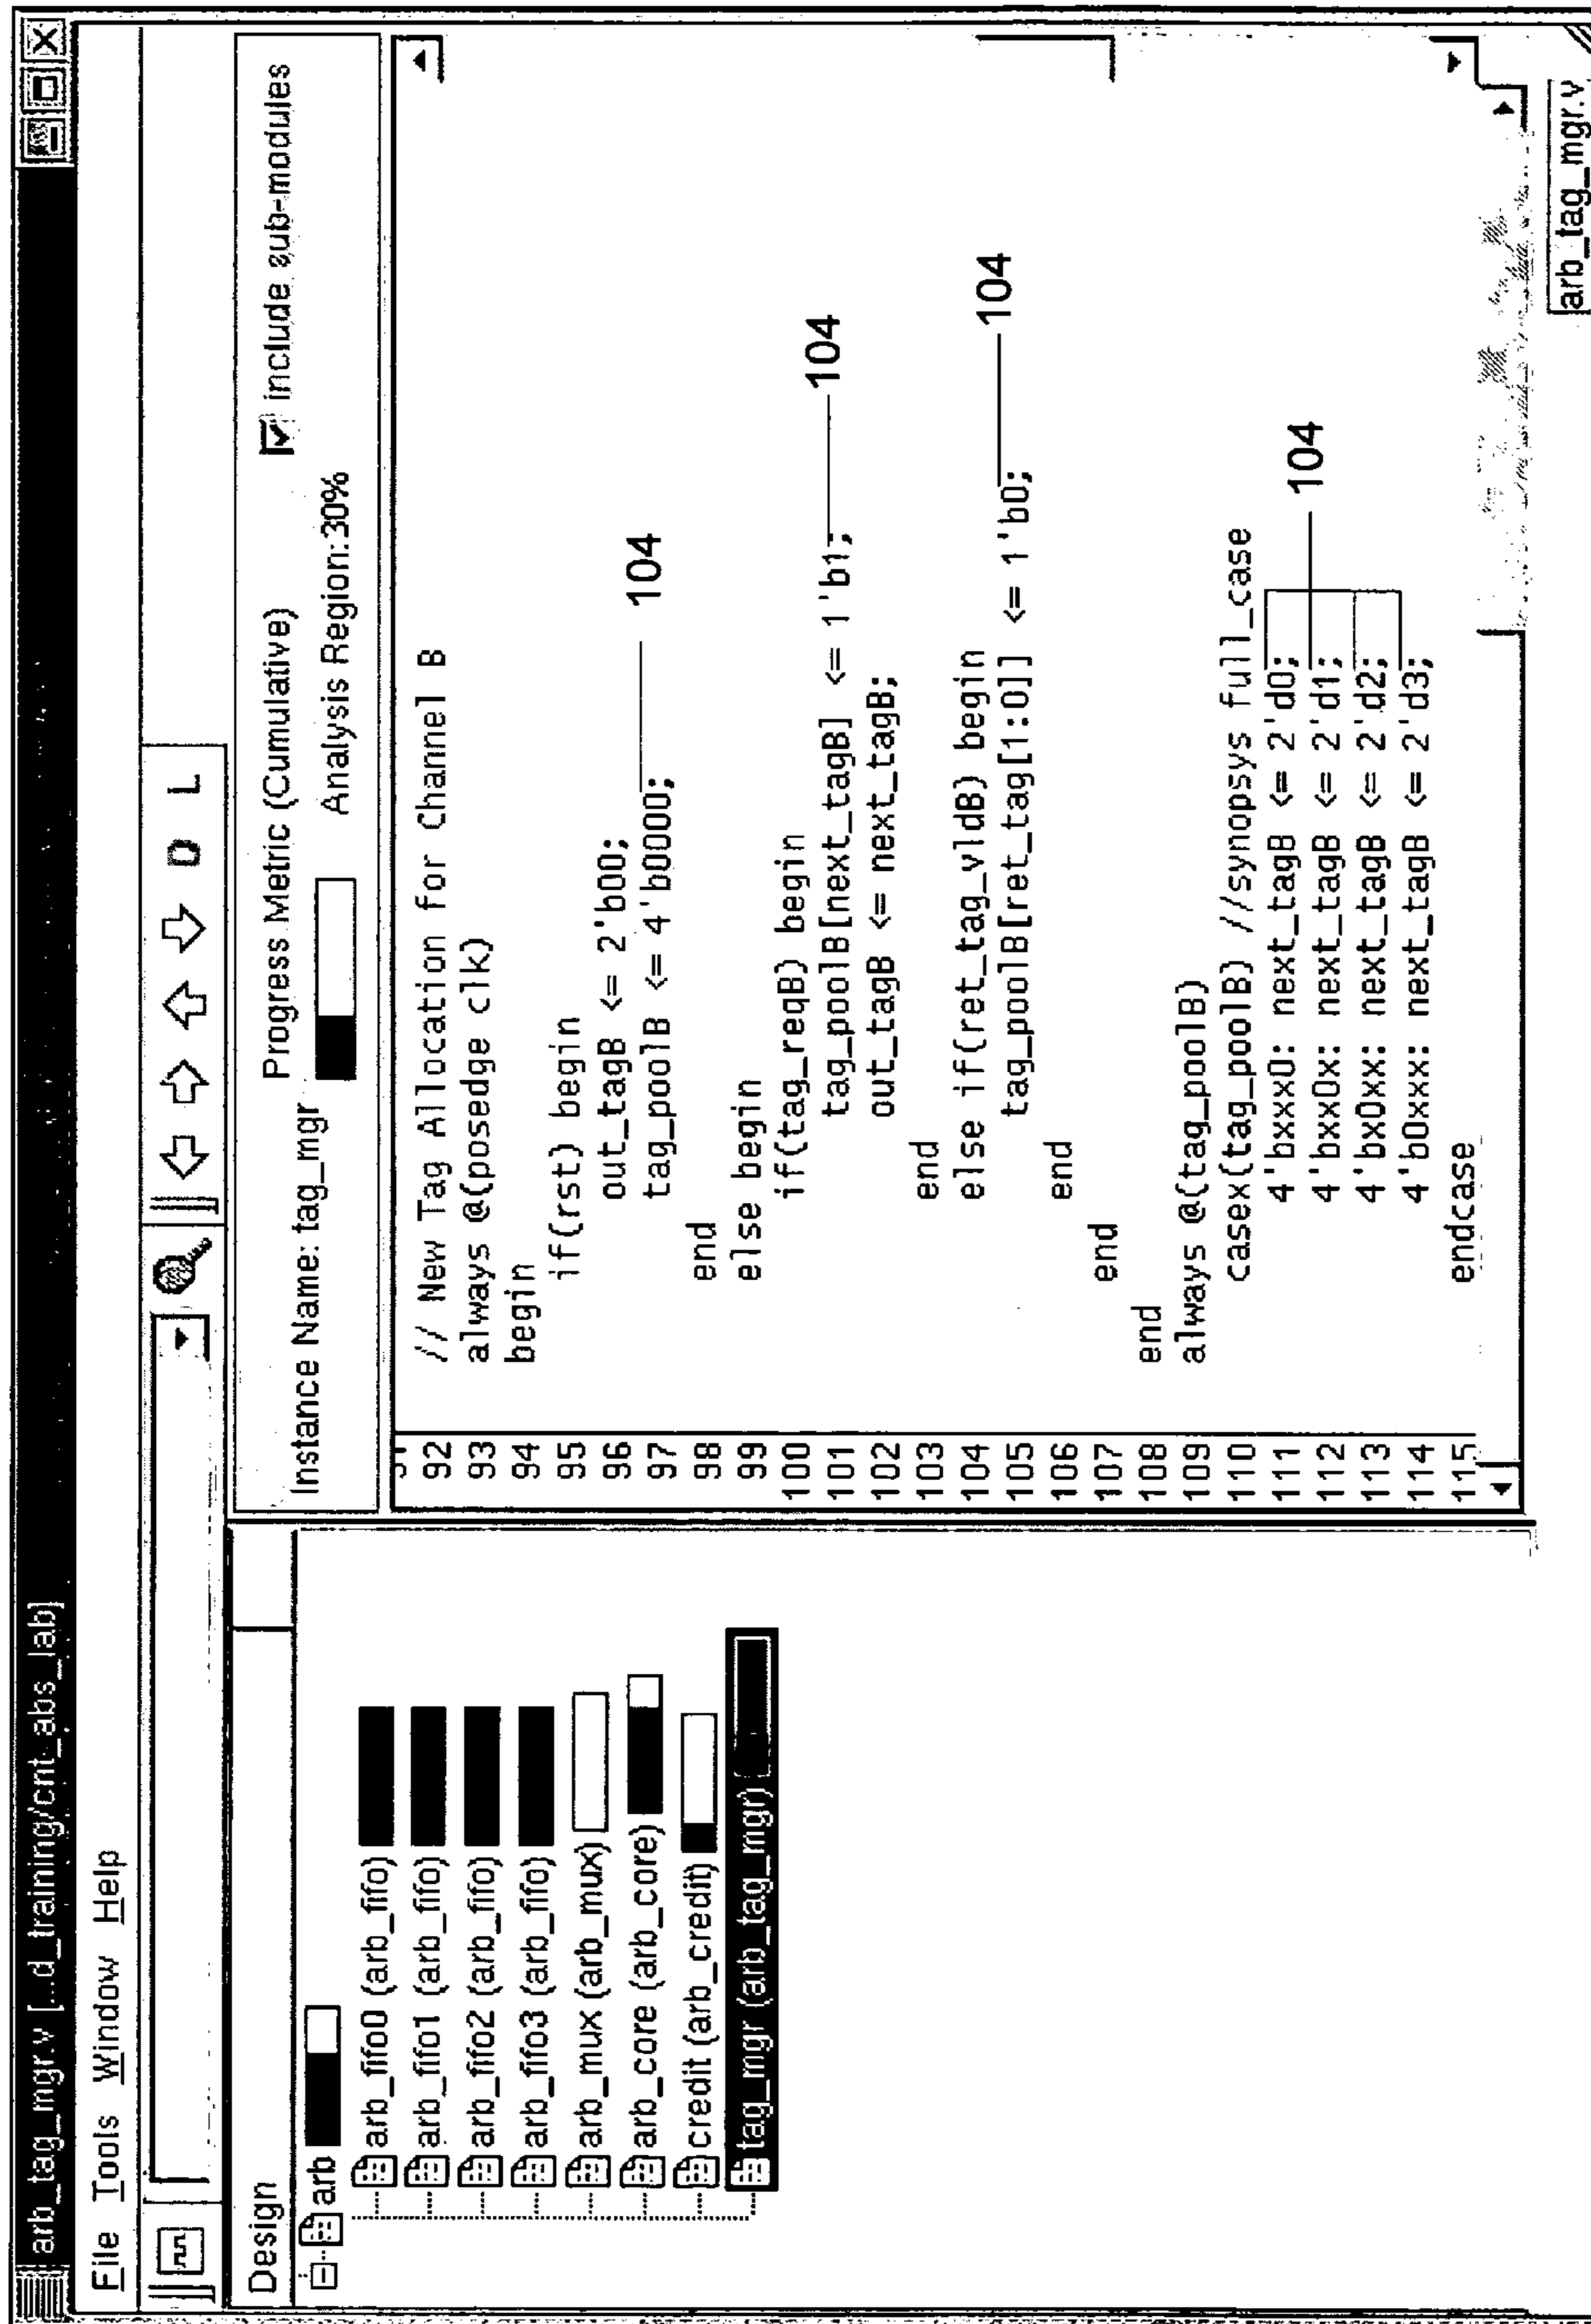 arb_tag_mgr.v [...d_training/cnt_abs_lab]
File Tools Window Help
D L
Design
arb
arb_fifo0 (arb_fifo)
arb_fifo1 (arb_fifo)
arb_fifo2 (arb_fifo)
arb_fifo3 (arb_fifo)
arb_mux (arb_mux)
arb_core (arb_core)
credit (arb_credit)
tag_mgr (arb_tag_mgr)
Progress Metric (Cumulative)
include sub-modules
Instance Name: tag_mgr
Analysis Region:30%
92 // New Tag Allocation for Channel B
93 always @(posedge clk)
94 begin
95 if(rst) begin
96 out_tagB <= 2'b00;
97 tag_poolB <= 4'b0000; 104
98 end
99 else begin
100 if(tag_reqB) begin
101 tag_poolB[next_tagB] <= 1'b1; 104
102 out_tagB <= next_tagB;
103 end
104 else if(ret_tag_vldB) begin
105 tag_poolB[ret_tag[1:0]] <= 1'b0; 104
106 end
107 end
108 end
109 always @(tag_poolB)
110 casex(tag_poolB) //synopsys full_case
111 4'bxxx0: next_tagB <= 2'd0;
112 4'bxx0x: next_tagB <= 2'd1; 104
113 4'bx0xx: next_tagB <= 2'd2;
114 4'b0xxx: next_tagB <= 2'd3;
115 endcase
arb_tag_mgr.v